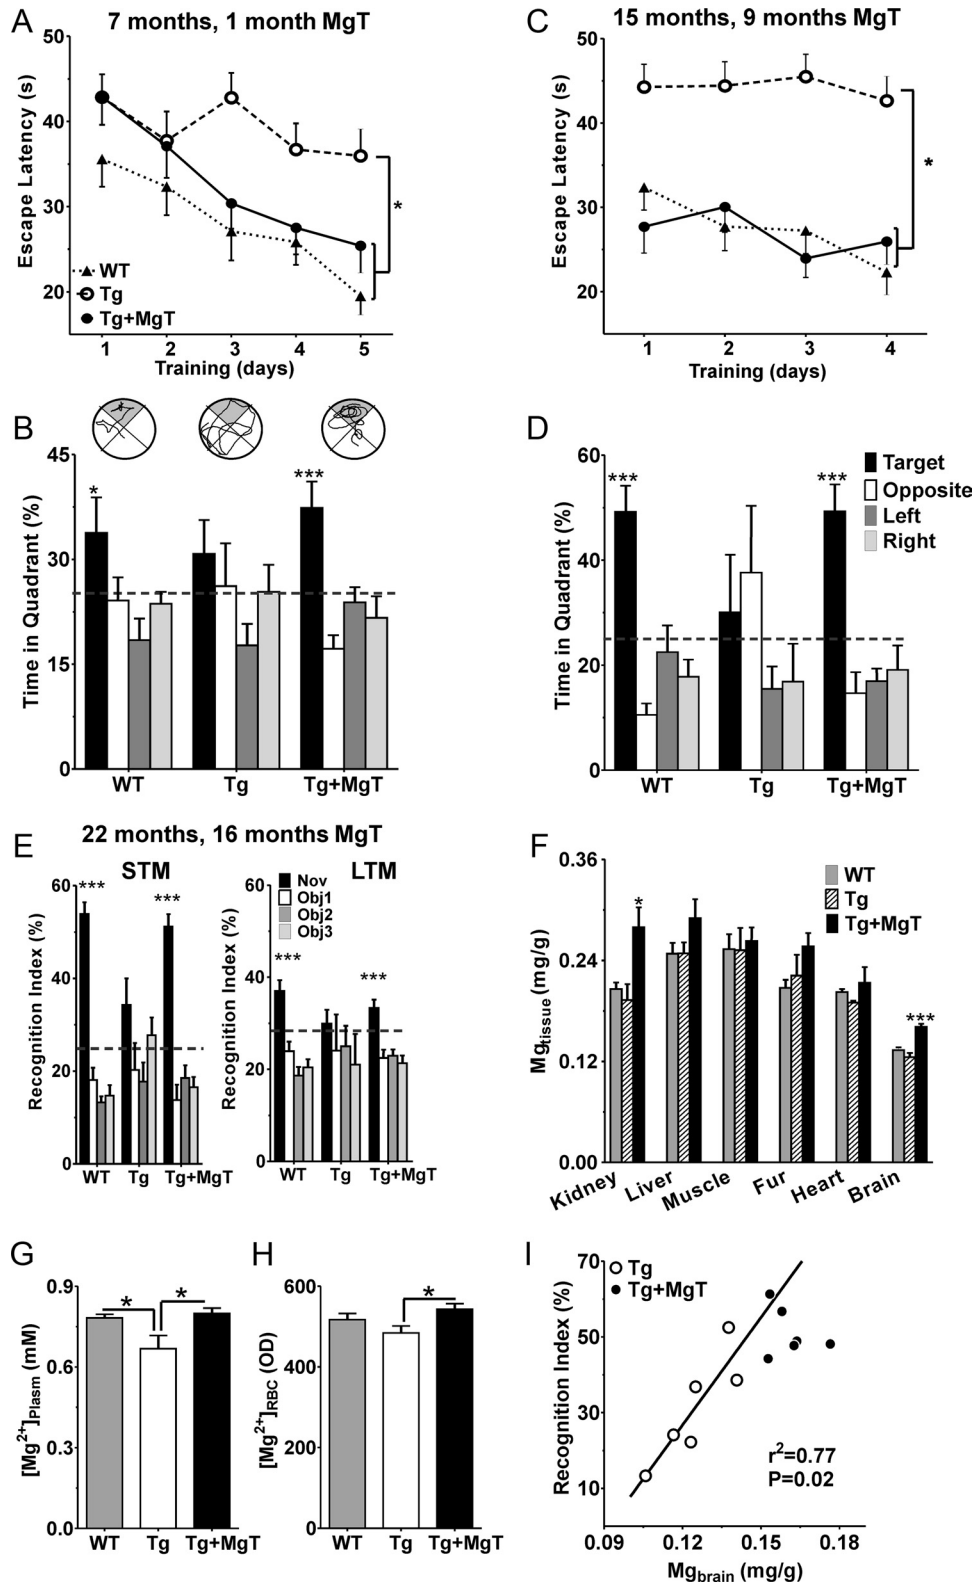 A
7 months, 1 month MgT
50
40
30
20
Escape Latency (s)
WT
Tg
Tg+MgT
*
1 2 3 4 5
Training (days)
C
15 months, 9 months MgT
50
40
30
20
Escape Latency (s)
*
1 2 3 4
Training (days)
B
45
30
15
0
Time in Quadrant (%)
*
***
WT Tg Tg+MgT
D
60
40
20
0
Time in Quadrant (%)
***
***
Target
Opposite
Left
Right
WT Tg Tg+MgT
E
22 months, 16 months MgT
STM
60
40
20
0
Recognition Index (%)
***
***
WT Tg Tg+MgT
LTM
60
40
20
0
Recognition Index (%)
Nov
Obj1
Obj2
Obj3
***
***
WT Tg Tg+MgT
F
0.36
0.24
0.12
0.00
Mgtissue (mg/g)
WT
Tg
Tg+MgT
*
***
Kidney Liver Muscle Fur Heart Brain
G
0.9
0.6
0.3
0.0
[Mg2+]Plasm (mM)
*
*
WT Tg Tg+MgT
H
600
400
200
0
[Mg2+]RBC (OD)
*
WT Tg Tg+MgT
I
70
50
30
10
Recognition Index (%)
Tg
Tg+MgT
r2=0.77
P=0.02
0.09 0.12 0.15 0.18
Mgbrain (mg/g)